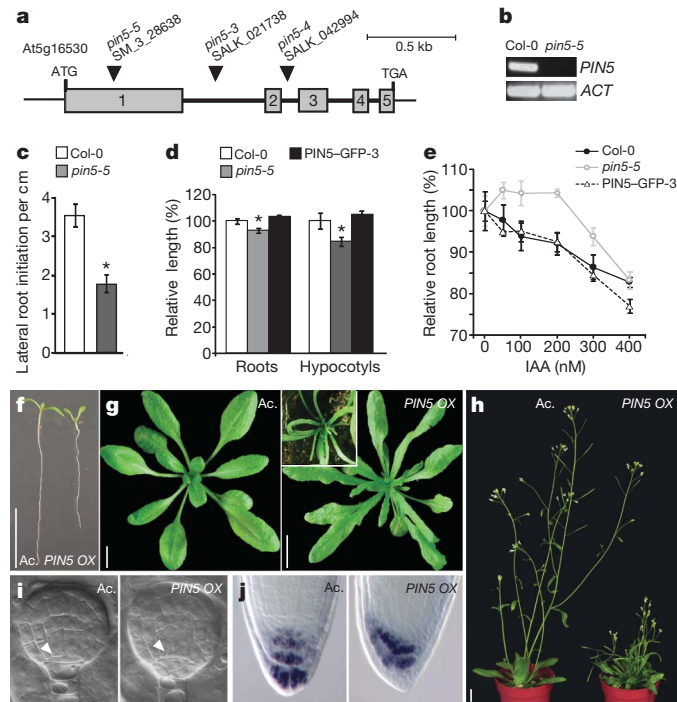 a
At5g16530
pin5-5
SM_3_28638
pin5-3
SALK_021738
pin5-4
SALK_042994
0.5 kb
ATG
TGA
1 2 3 4 5
b
Col-0 pin5-5
PIN5
ACT
c
Col-0
pin5-5
Lateral root initiation per cm
4
3
2
1
0
*
d
Col-0 PIN5–GFP-3
pin5-5
Relative length (%)
120
100
80
60
40
20
0
* *
Roots Hypocotyls
e
Col-0
pin5-5
PIN5–GFP-3
Relative root length (%)
110
100
90
80
70
0 100 200 300 400
IAA (nM)
f
Ac. PIN5 OX
g
Ac. PIN5 OX
h
Ac. PIN5 OX
i
Ac. PIN5 OX
j
Ac. PIN5 OX